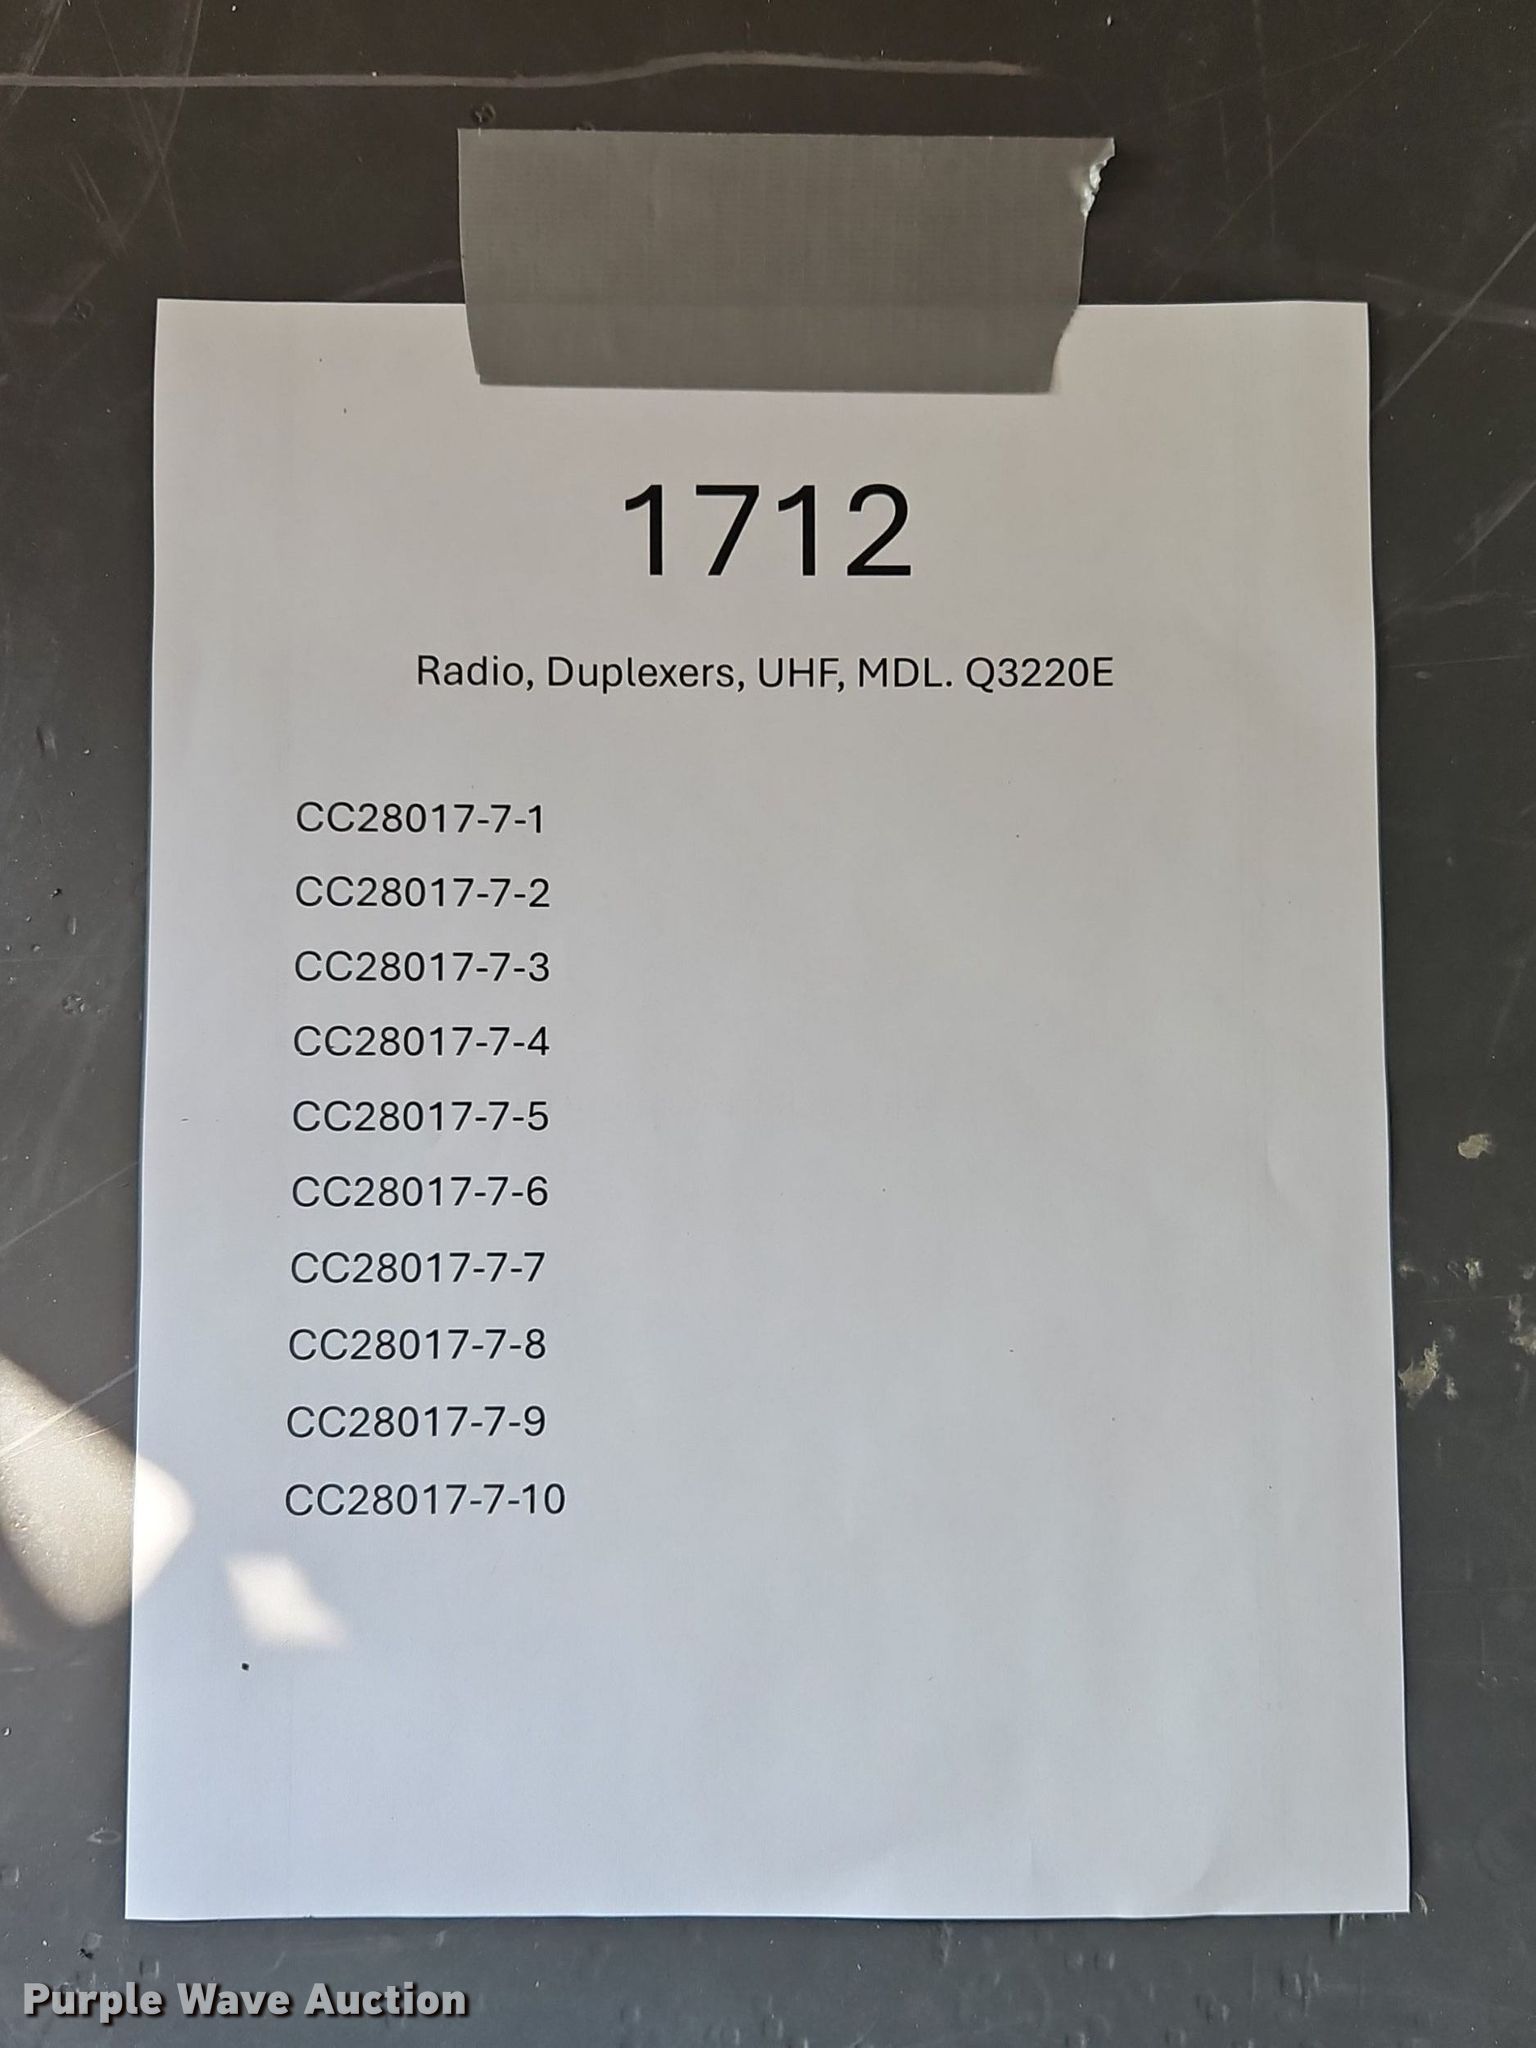 1712
Radio, Duplexers, UHF, MDL. Q3220E
CC28017-7-1
CC28017-7-2
CC28017-7-3
CC28017-7-4
CC28017-7-5
CC28017-7-6
CC28017-7-7
CC28017-7-8
CC28017-7-9
CC28017-7-10
Purple Wave Auction